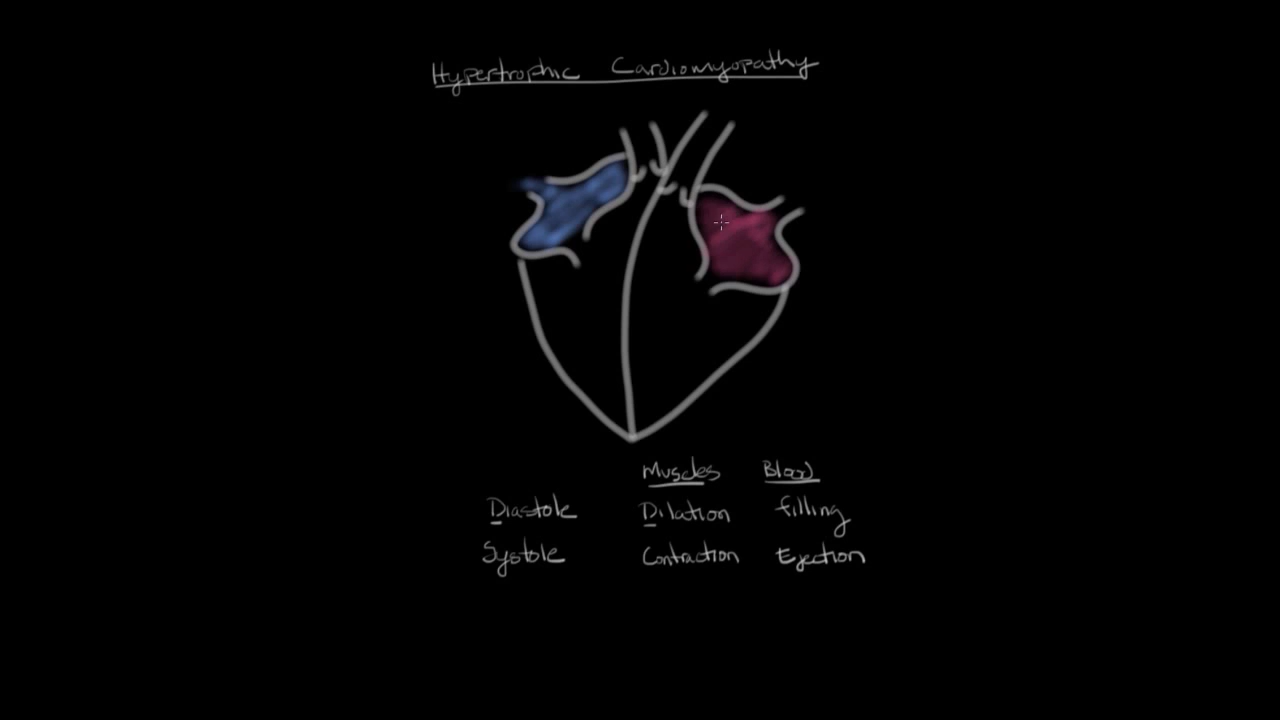 Hypertrophic Cardiomyopathy
Muscles Blood
Diastole Dilation filling
Systole Contraction Ejection